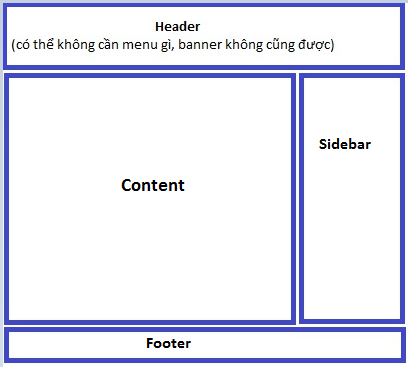 Header
(có thể không cần menu gì, banner không cũng được)
Content
Sidebar
Footer